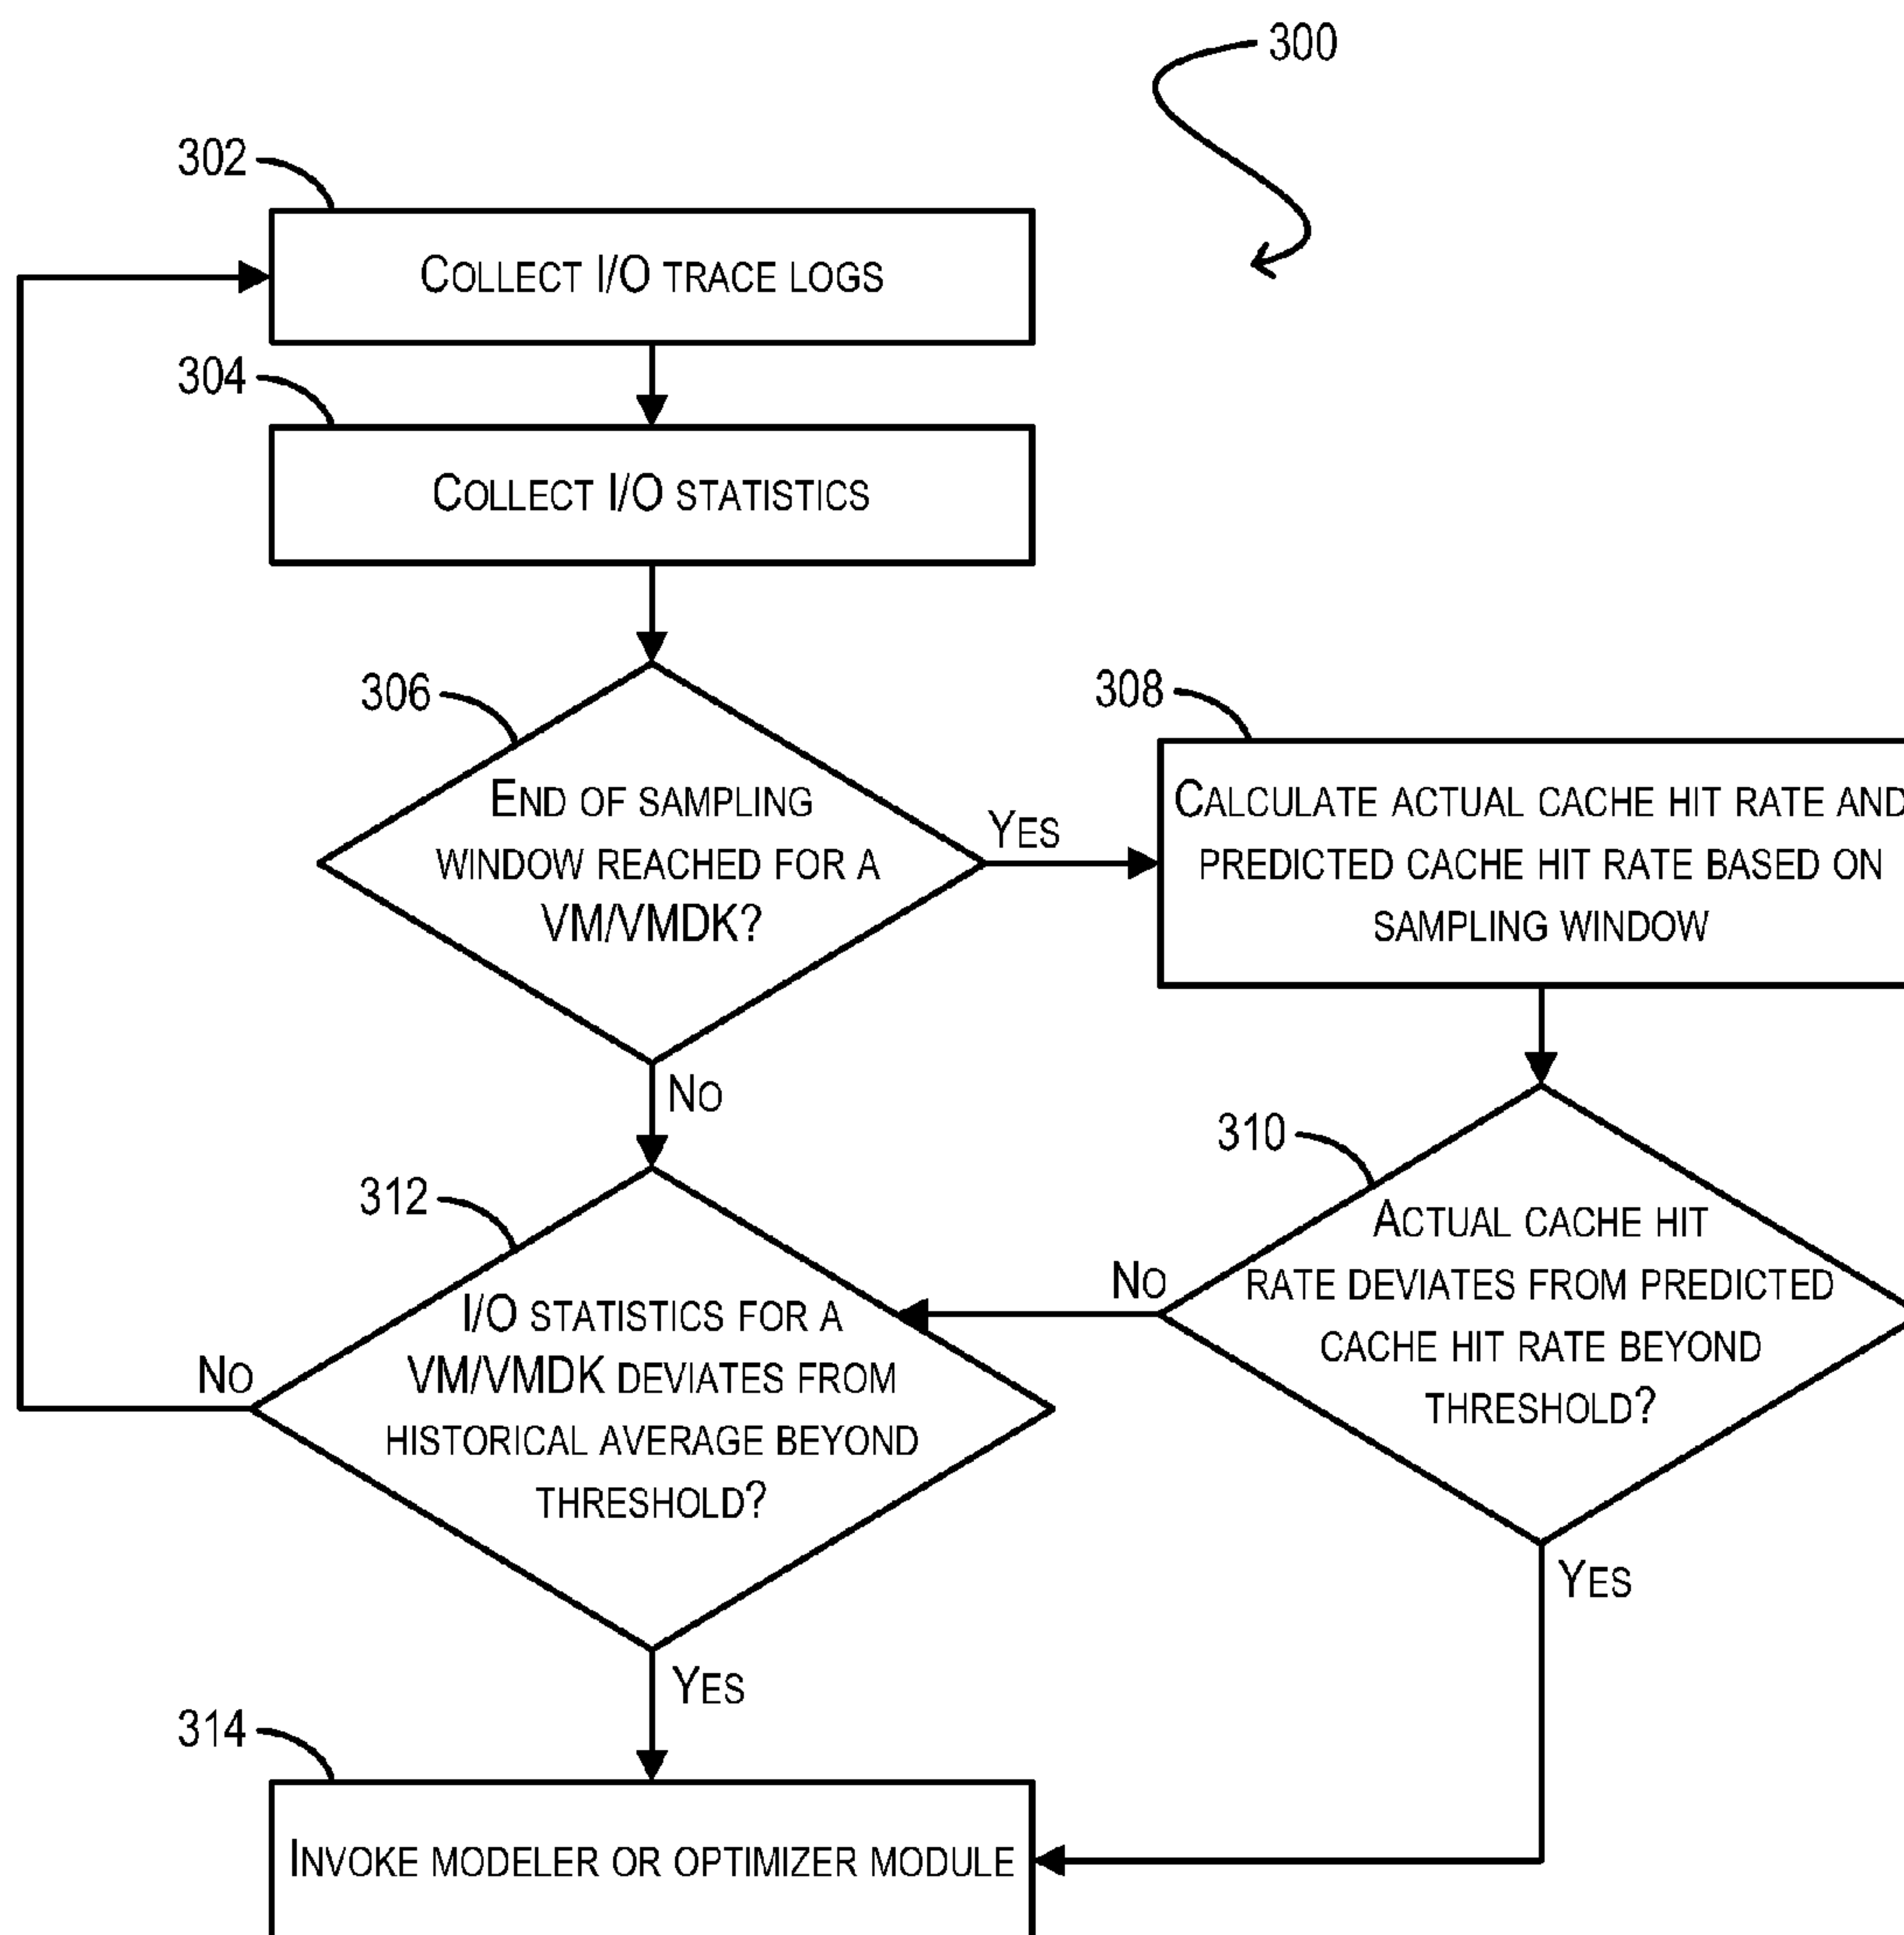 300
302
COLLECT I/O TRACE LOGS
304
COLLECT I/O STATISTICS
306
END OF SAMPLING
WINDOW REACHED FOR A
VM/VMDK?
YES
NO
308
CALCULATE ACTUAL CACHE HIT RATE AND
PREDICTED CACHE HIT RATE BASED ON
SAMPLING WINDOW
310
ACTUAL CACHE HIT
RATE DEVIATES FROM PREDICTED
CACHE HIT RATE BEYOND
THRESHOLD?
NO
YES
312
I/O STATISTICS FOR A
VM/VMDK DEVIATES FROM
HISTORICAL AVERAGE BEYOND
THRESHOLD?
NO
YES
314
INVOKE MODELER OR OPTIMIZER MODULE